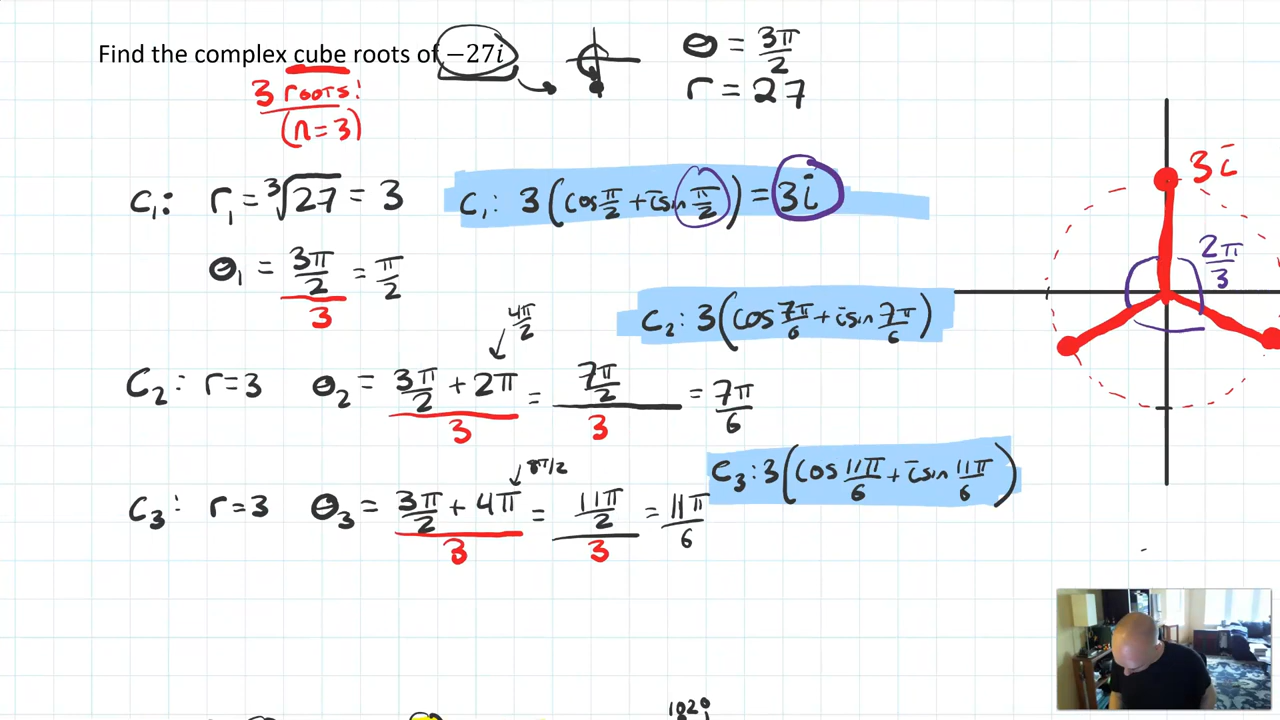 Find the complex cube roots of −27i
θ = 3π/2
r = 27
3 roots!
(n = 3)
C₁: r₁ = ³√27 = 3
C₁: 3(cos π/2 + i sin π/2) = 3i
θ₁ = (3π/2)/3 = π/2
3i
2π/3
C₂: 3(cos 7π/6 + i sin 7π/6)
4π/2
C₂: r = 3 θ₂ = (3π/2 + 2π)/3 = (7π/2)/3 = 7π/6
C₃: 3(cos 11π/6 + i sin 11π/6)
8π/2
C₃: r = 3 θ₃ = (3π/2 + 4π)/3 = (11π/2)/3 = 11π/6